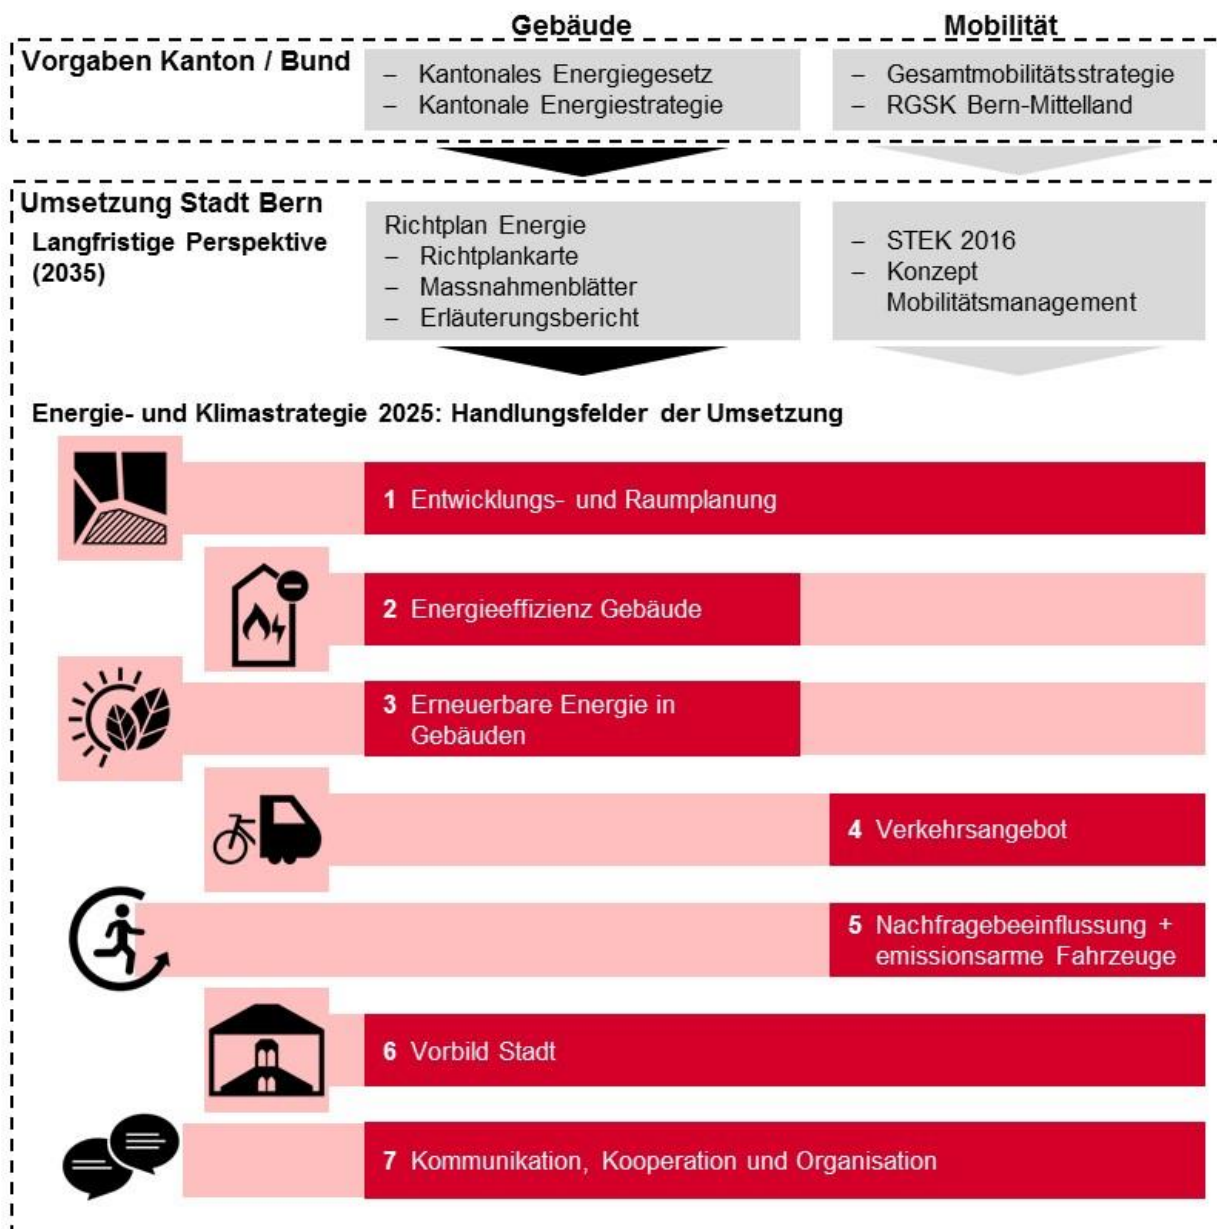 Gebäude
Mobilität
Vorgaben Kanton / Bund
– Kantonales Energiegesetz
– Kantonale Energiestrategie
– Gesamtmobilitätsstrategie
– RGSK Bern-Mittelland
Umsetzung Stadt Bern
Langfristige Perspektive
(2035)
Richtplan Energie
– Richtplankarte
– Massnahmenblätter
– Erläuterungsbericht
– STEK 2016
– Konzept
Mobilitätsmanagement
Energie- und Klimastrategie 2025: Handlungsfelder der Umsetzung
1 Entwicklungs- und Raumplanung
2 Energieeffizienz Gebäude
3 Erneuerbare Energie in
Gebäuden
4 Verkehrsangebot
5 Nachfragebeeinflussung +
emissionsarme Fahrzeuge
6 Vorbild Stadt
7 Kommunikation, Kooperation und Organisation